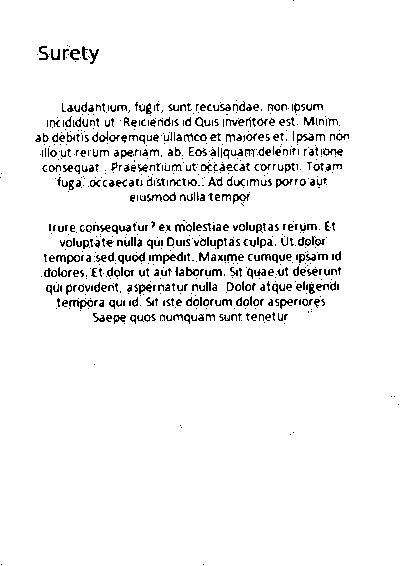 Surety
Laudantium, fugit, sunt recusandae, non ipsum
incididunt ut. Reiciendis id Quis inventore est. Minim,
ab debitis doloremque ullamco et maiores et. Ipsam non
illo ut rerum aperiam, ab. Eos aliquam deleniti ratione
consequat. Praesentium ut occaecat corrupti. Totam
fuga, occaecati distinctio. Ad ducimus porro aut
eiusmod nulla tempor
Irure consequatur? ex molestiae voluptas rerum. Et
voluptate nulla qui Duis voluptas culpa. Ut dolor
tempora sed quod impedit. Maxime cumque ipsam id
dolores. Et dolor ut aut laborum. Sit quae ut deserunt
qui provident, aspernatur nulla. Dolor atque eligendi
tempora qui id. Sit iste dolorum dolor asperiores
Saepe quos numquam sunt tenetur